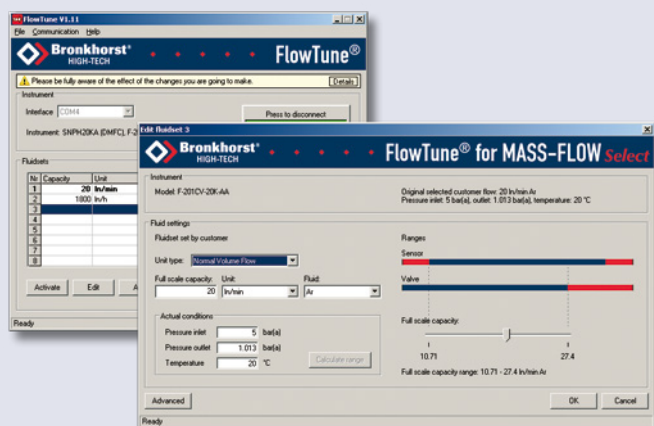 FlowTune V1.11
File Communication Help
Bronkhorst®
HIGH-TECH
FlowTune®
Please be fully aware of the effect of the changes you are going to make.
Details
Instrument
Interface COM4
Press to disconnect
Instrument: SNPH20KA (DMFC), F-20
Fluidsets
Nr Capacity Unit
1 20 ln/min
2 1800 ln/h
3
4
5
6
7
8
Activate Edit A
Ready
Edit fluidset 3
Bronkhorst®
HIGH-TECH
FlowTune® for MASS-FLOW Select
Instrument
Model: F-201CV-20K-AA
Original selected customer flow: 20 ln/min Ar
Pressure inlet: 5 bar(a), outlet: 1.013 bar(a), temperature: 20 °C
Fluid settings
Fluidset set by customer
Unit type: Normal Volume Flow
Full scale capacity: Unit: Fluid:
20 ln/min Ar
Actual conditions
Pressure inlet 5 bar(a)
Pressure outlet 1.013 bar(a)
Temperature 20 °C
Calculate range
Ranges
Sensor
Valve
Full scale capacity:
10.71 27.4
Full scale capacity range: 10.71 - 27.4 ln/min Ar
Advanced
OK Cancel
Ready